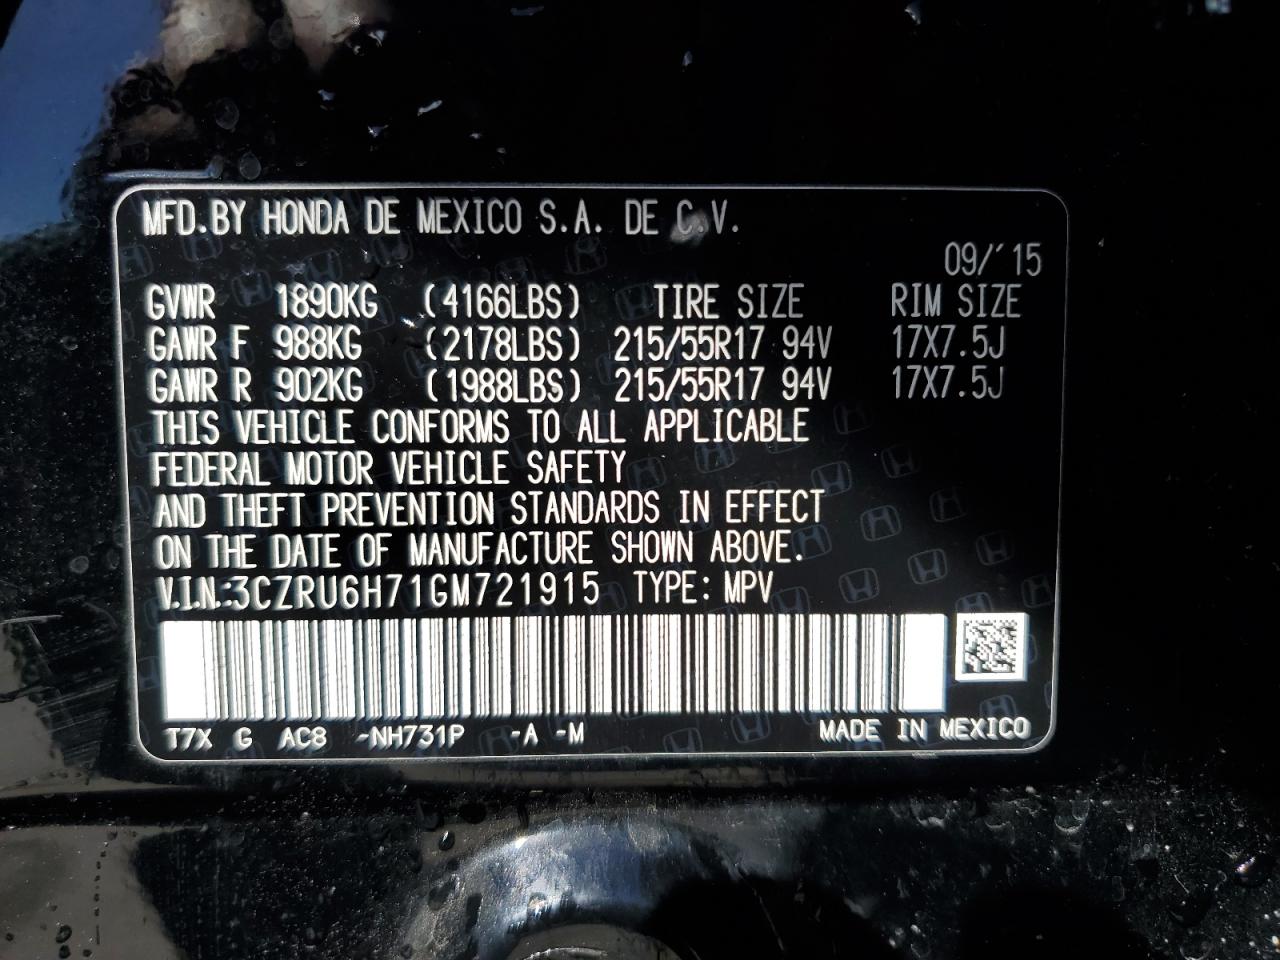 MFD.BY HONDA DE MEXICO S.A. DE C.V.
09/'15
GVWR 1890KG (4166LBS) TIRE SIZE RIM SIZE
GAWR F 988KG (2178LBS) 215/55R17 94V 17X7.5J
GAWR R 902KG (1988LBS) 215/55R17 94V 17X7.5J
THIS VEHICLE CONFORMS TO ALL APPLICABLE
FEDERAL MOTOR VEHICLE SAFETY
AND THEFT PREVENTION STANDARDS IN EFFECT
ON THE DATE OF MANUFACTURE SHOWN ABOVE.
V.I.N.:3CZRU6H71GM721915 TYPE: MPV
T7X G AC8 -NH731P -A -M MADE IN MEXICO